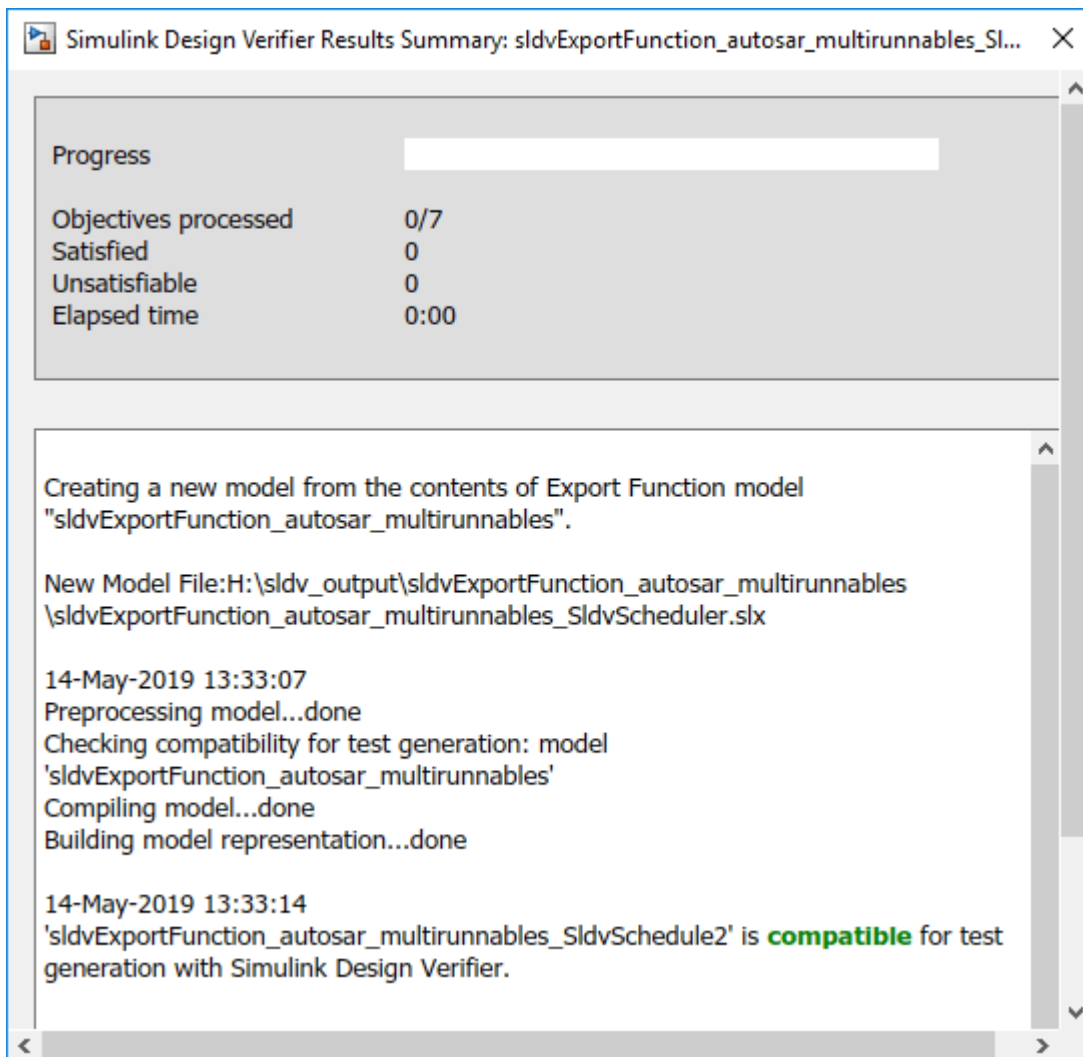 Simulink Design Verifier Results Summary: sldvExportFunction_autosar_multirunnables_Sl...
Progress
Objectives processed 0/7
Satisfied 0
Unsatisfiable 0
Elapsed time 0:00
Creating a new model from the contents of Export Function model
"sldvExportFunction_autosar_multirunnables".
New Model File:H:\sldv_output\sldvExportFunction_autosar_multirunnables
\sldvExportFunction_autosar_multirunnables_SldvScheduler.slx
14-May-2019 13:33:07
Preprocessing model...done
Checking compatibility for test generation: model
'sldvExportFunction_autosar_multirunnables'
Compiling model...done
Building model representation...done
14-May-2019 13:33:14
'sldvExportFunction_autosar_multirunnables_SldvSchedule2' is compatible for test
generation with Simulink Design Verifier.